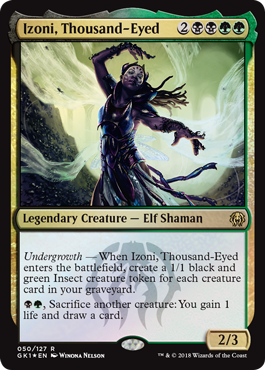 Izoni, Thousand-Eyed 2
Legendary Creature — Elf Shaman
Undergrowth — When Izoni, Thousand-Eyed
enters the battlefield, create a 1/1 black and
green Insect creature token for each creature
card in your graveyard.
, Sacrifice another creature: You gain 1
life and draw a card.
2/3
050/127 R
GK1 ★ EN Winona Nelson
™ & © 2018 Wizards of the Coast